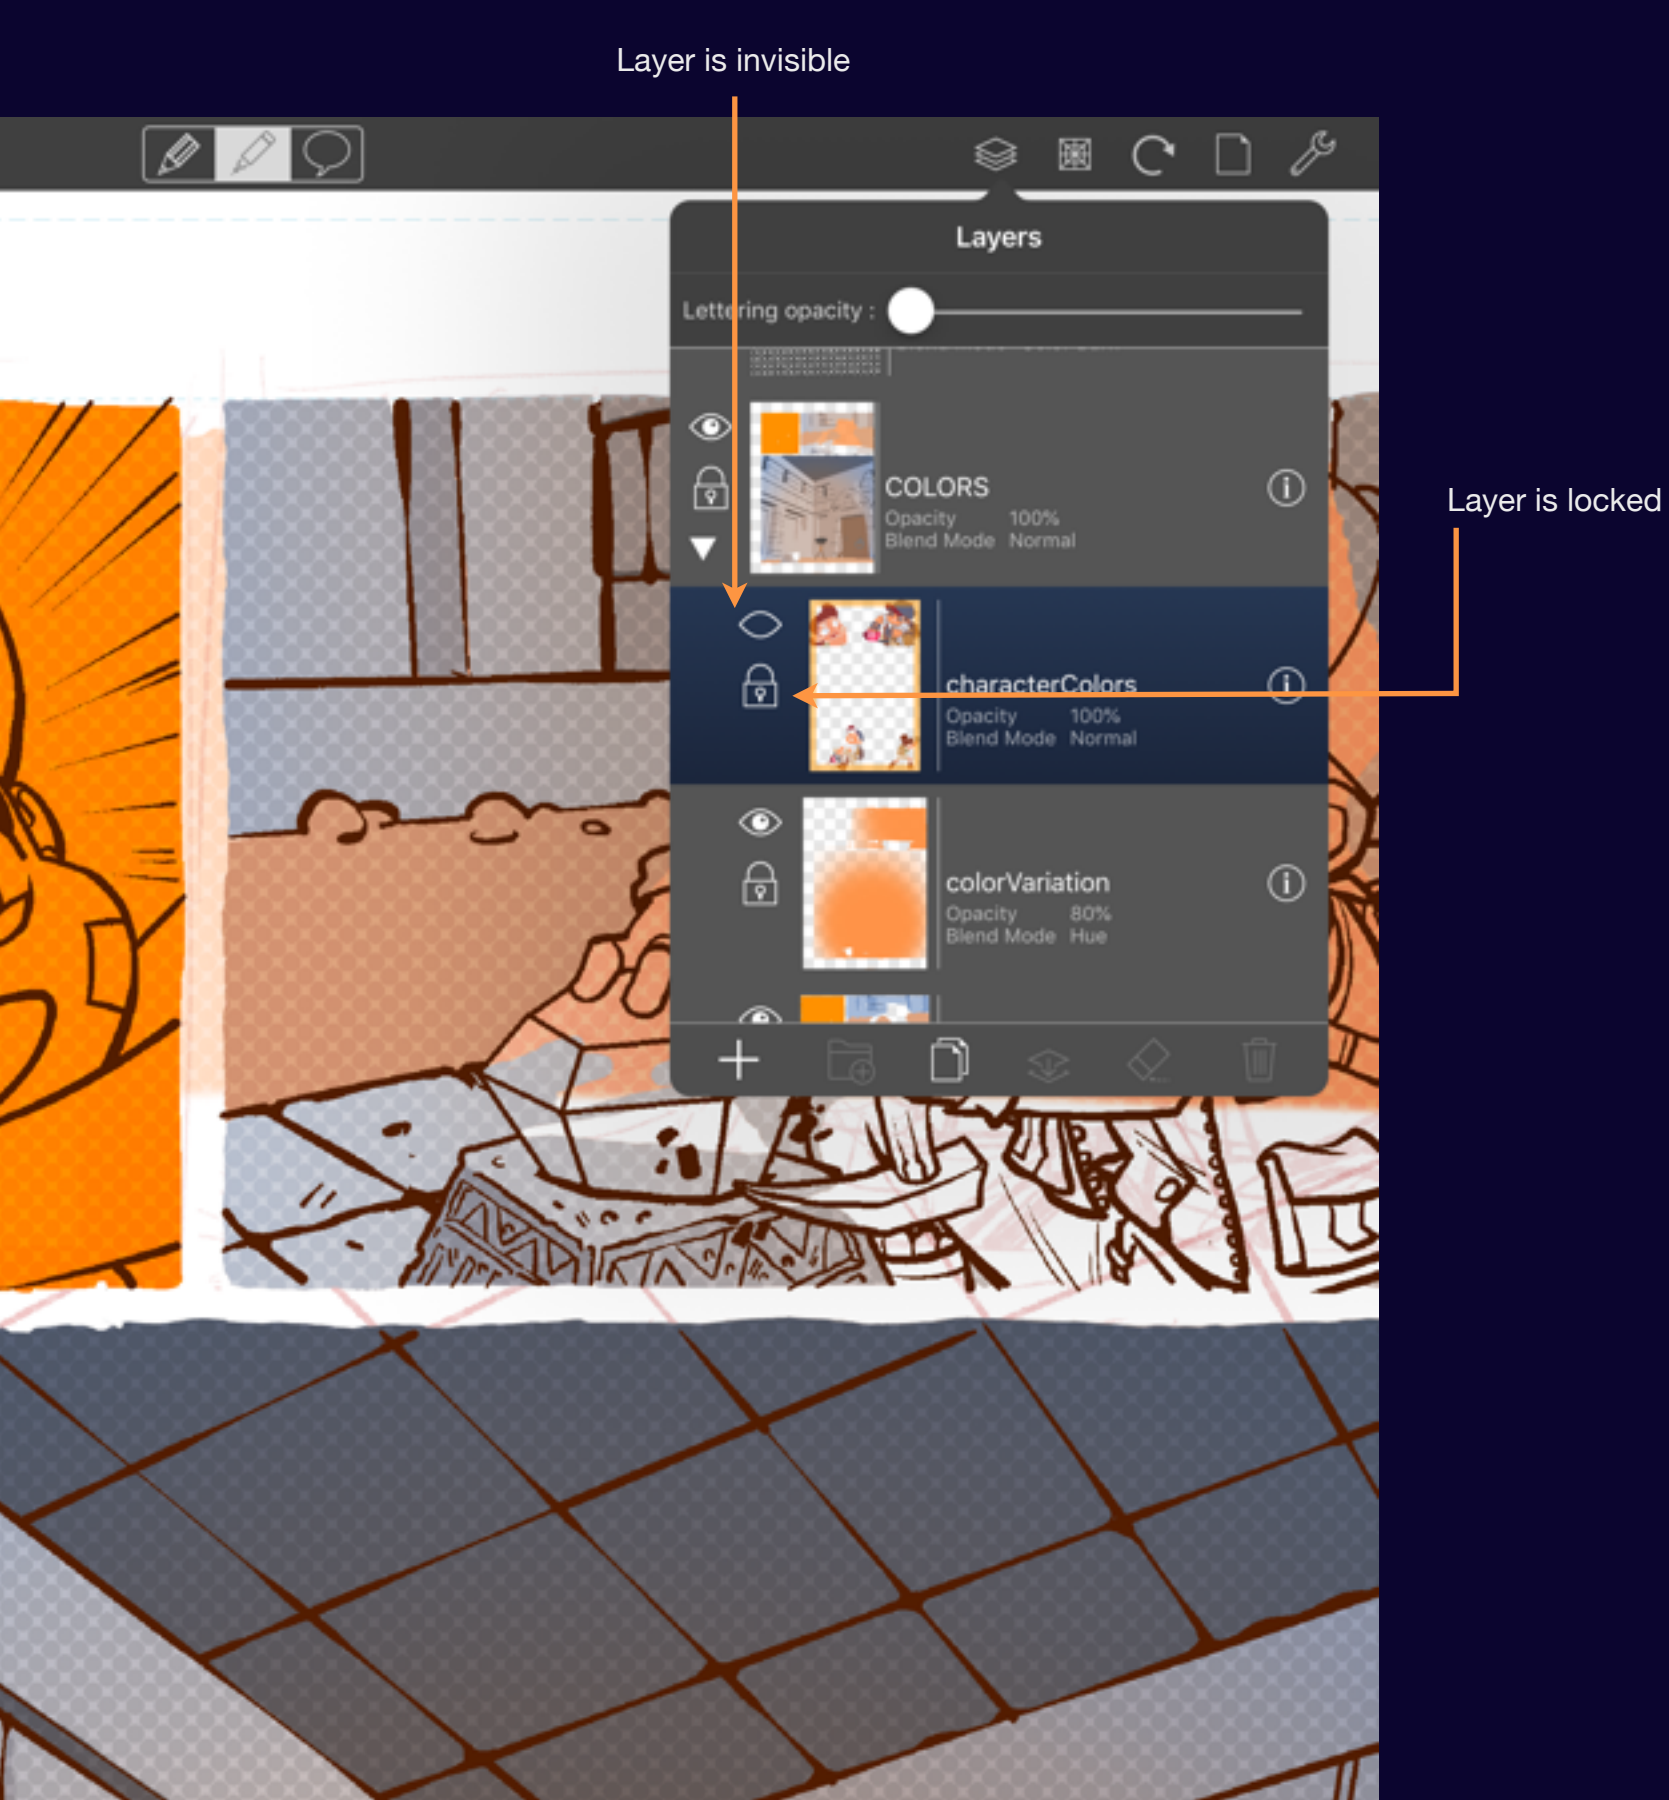 Layer is invisible
Layers
Lettering opacity :
COLORS
Opacity 100%
Blend Mode Normal
Layer is locked
characterColors
Opacity 100%
Blend Mode Normal
colorVariation
Opacity 80%
Blend Mode Hue